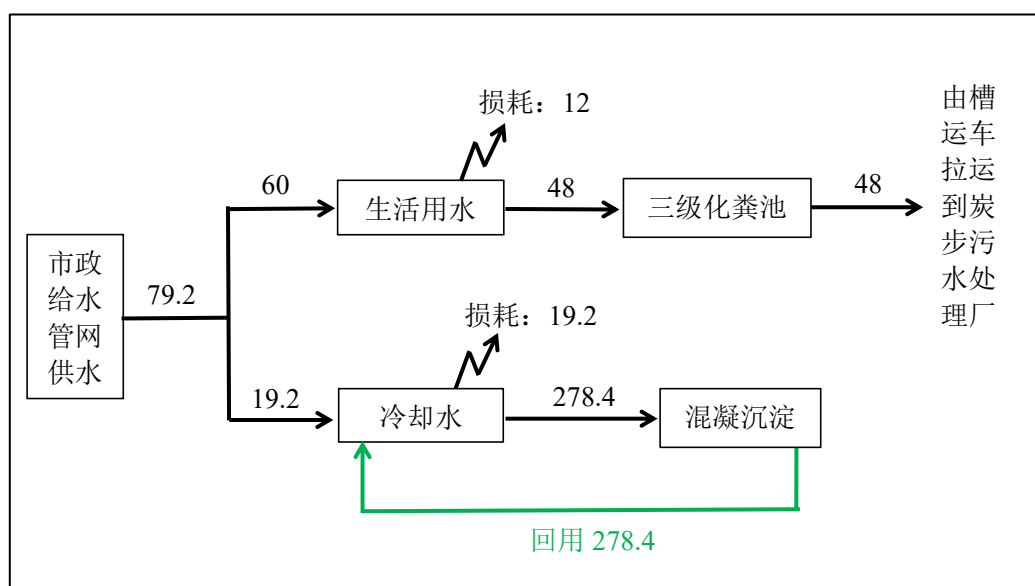 市政
给水
管网
供水
79.2
60
生活用水
损耗：12
48
三级化粪池
48
由槽
运车
拉运
到炭
步污
水处
理厂
19.2
冷却水
损耗：19.2
278.4
混凝沉淀
回用 278.4